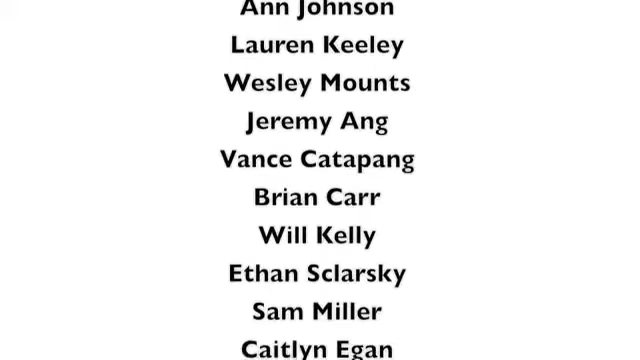 Ann Johnson
Lauren Keeley
Wesley Mounts
Jeremy Ang
Vance Catapang
Brian Carr
Will Kelly
Ethan Sclarsky
Sam Miller
Caitlyn Egan